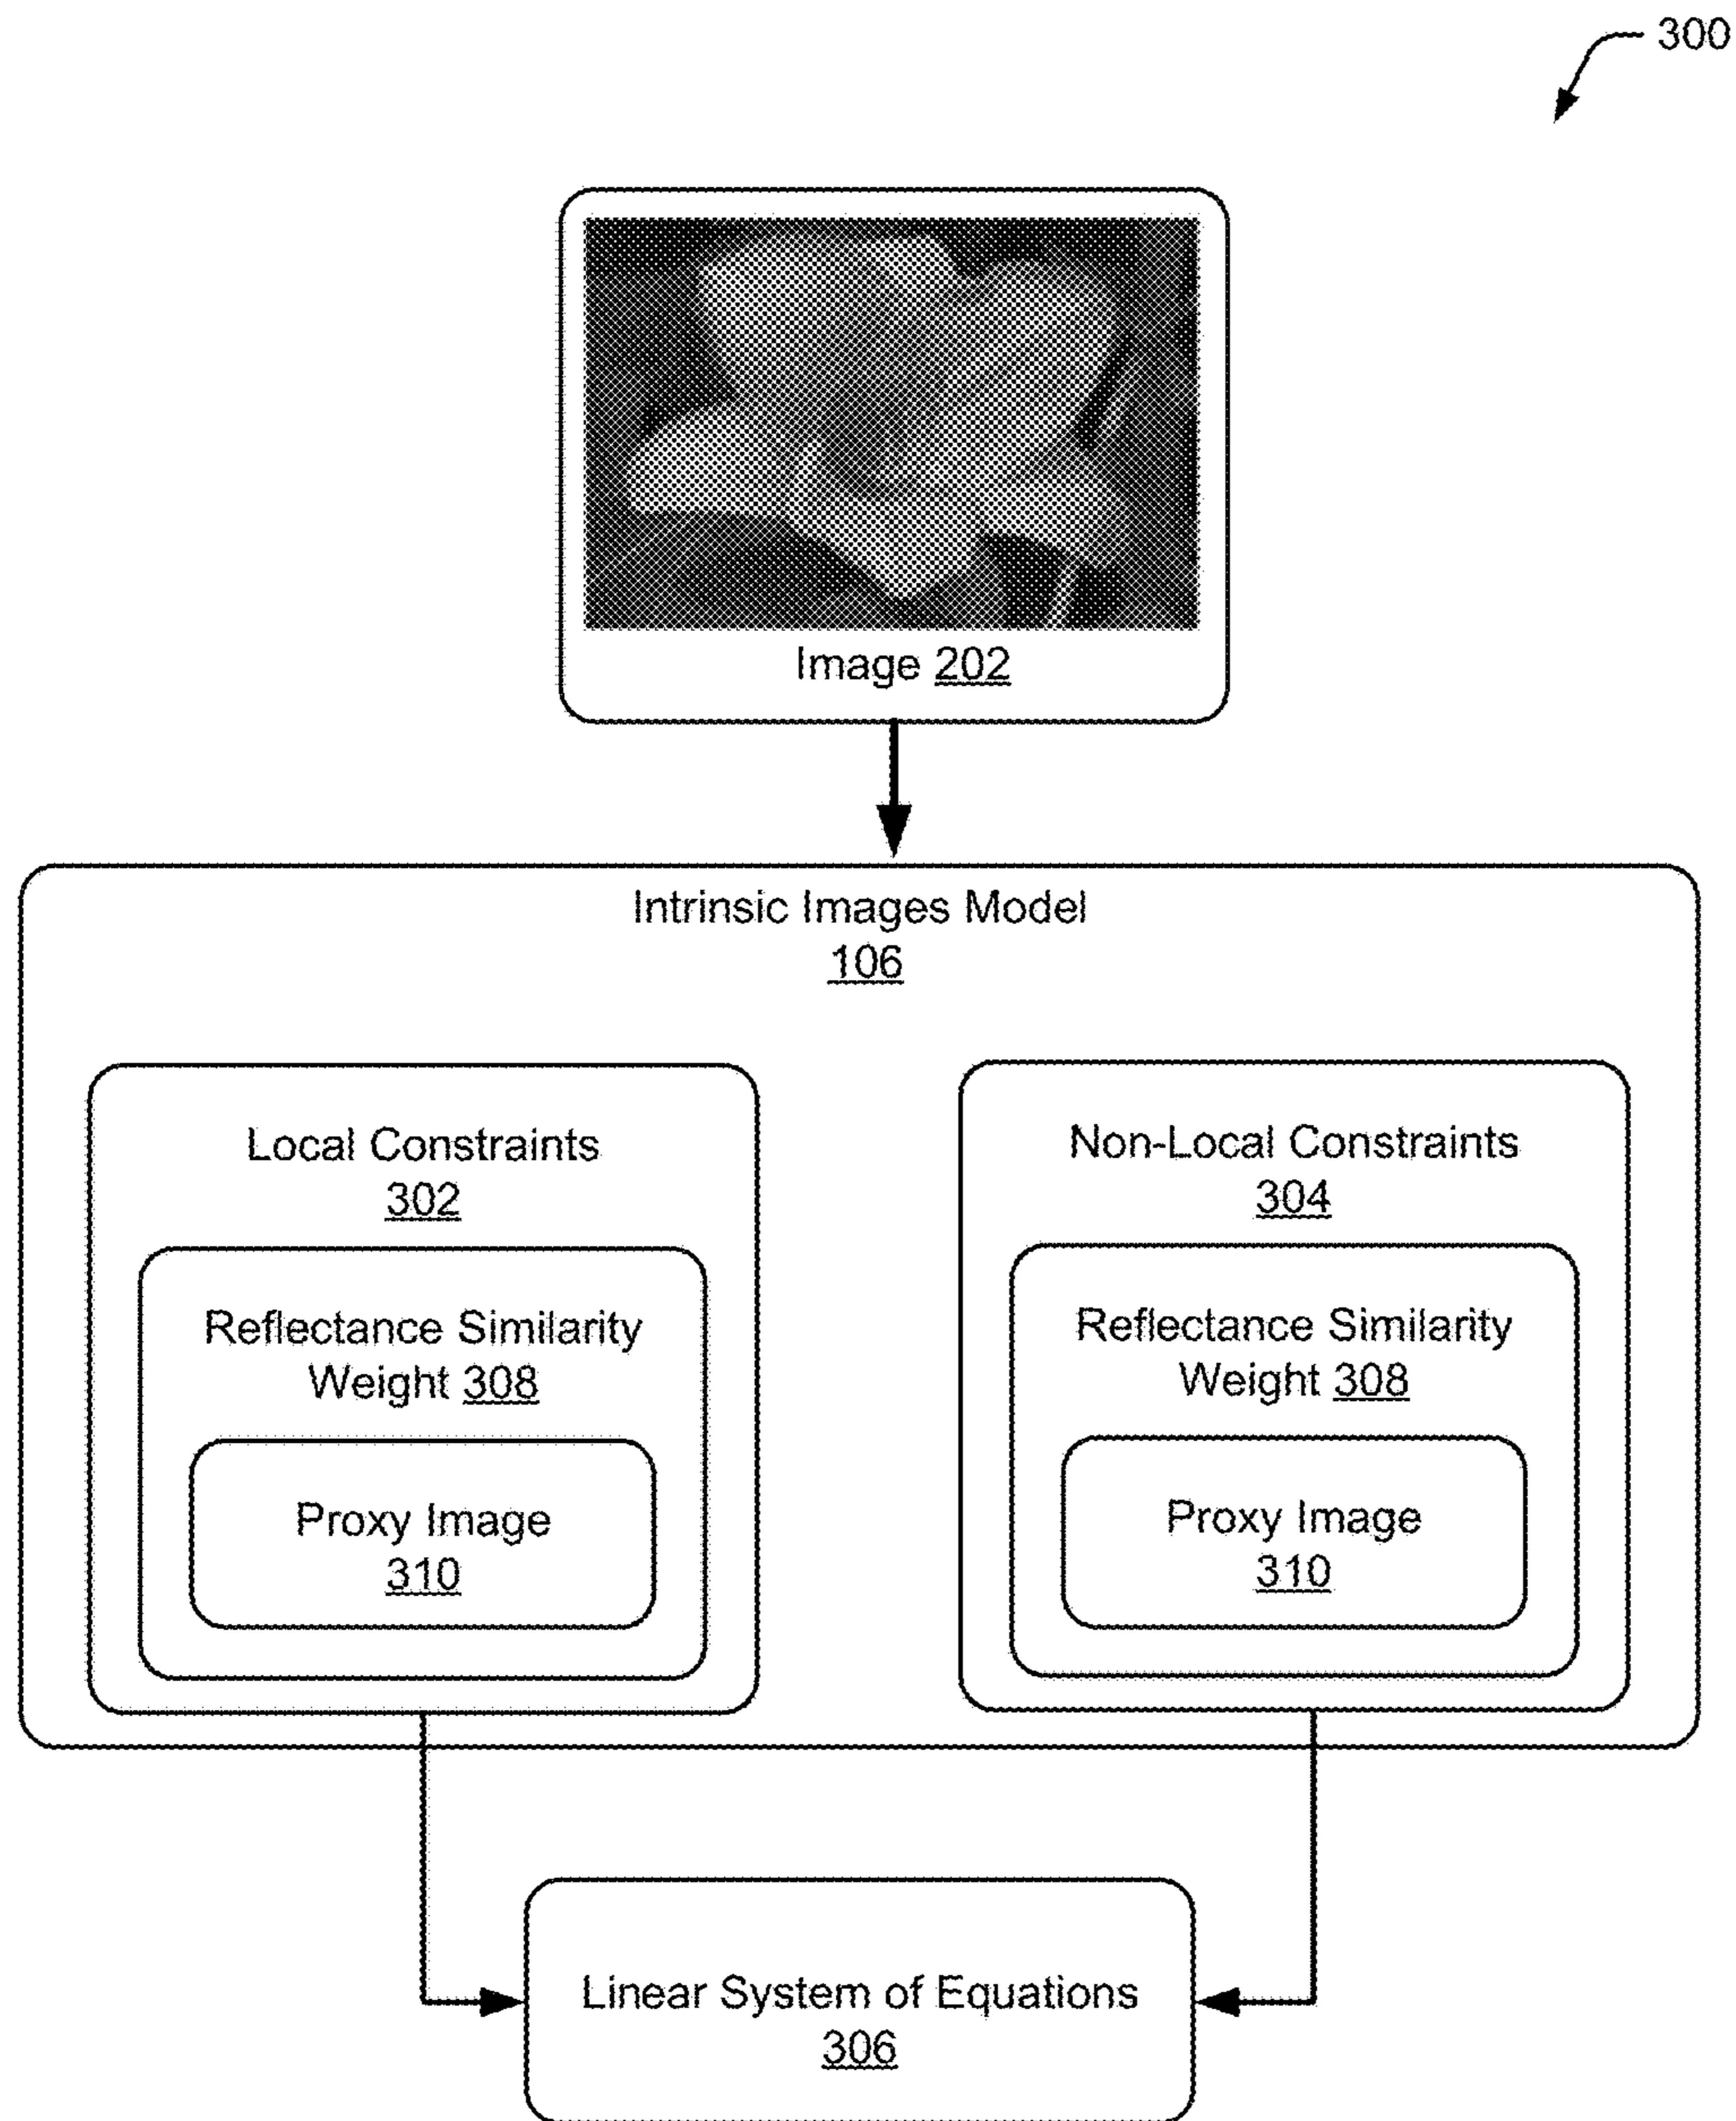 300
Image 202
Intrinsic Images Model
106
Local Constraints
302
Reflectance Similarity
Weight 308
Proxy Image
310
Non-Local Constraints
304
Reflectance Similarity
Weight 308
Proxy Image
310
Linear System of Equations
306